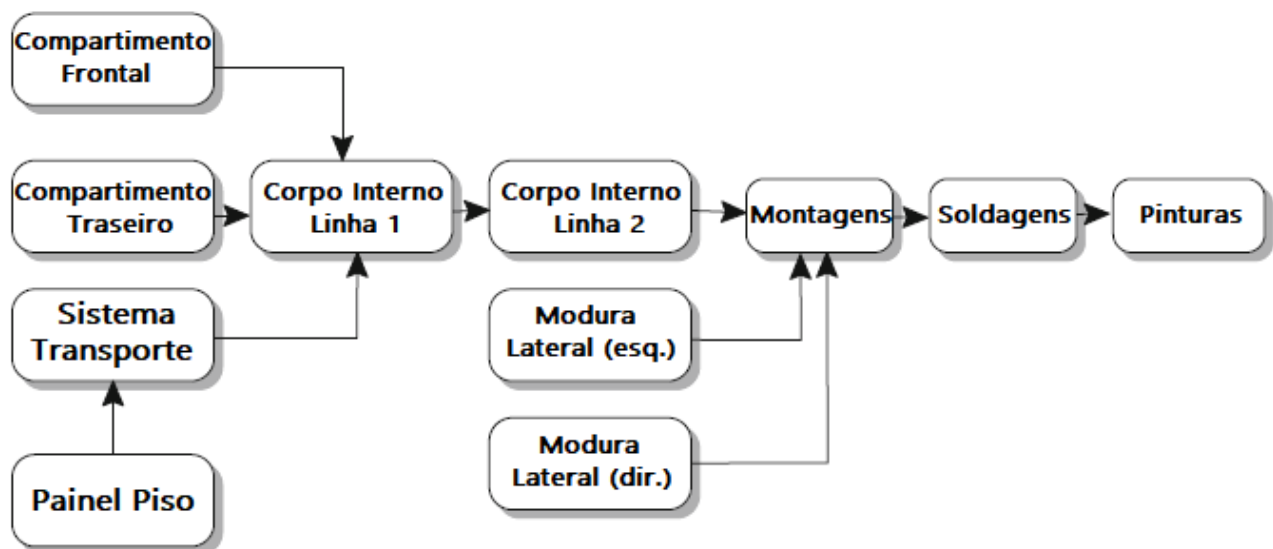 Compartimento
Frontal
Compartimento
Traseiro
Corpo Interno
Linha 1
Corpo Interno
Linha 2
Montagens
Soldagens
Pinturas
Sistema
Transporte
Modura
Lateral (esq.)
Modura
Lateral (dir.)
Painel Piso